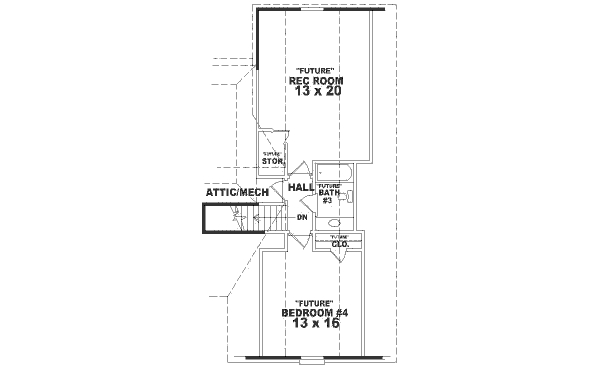 "FUTURE"
REC ROOM
13 x 20
"FUTURE"
STOR.
HALL
"FUTURE"
BATH
#3
ATTIC/MECH
DN
"FUTURE"
CLO.
"FUTURE"
BEDROOM #4
13 x 16